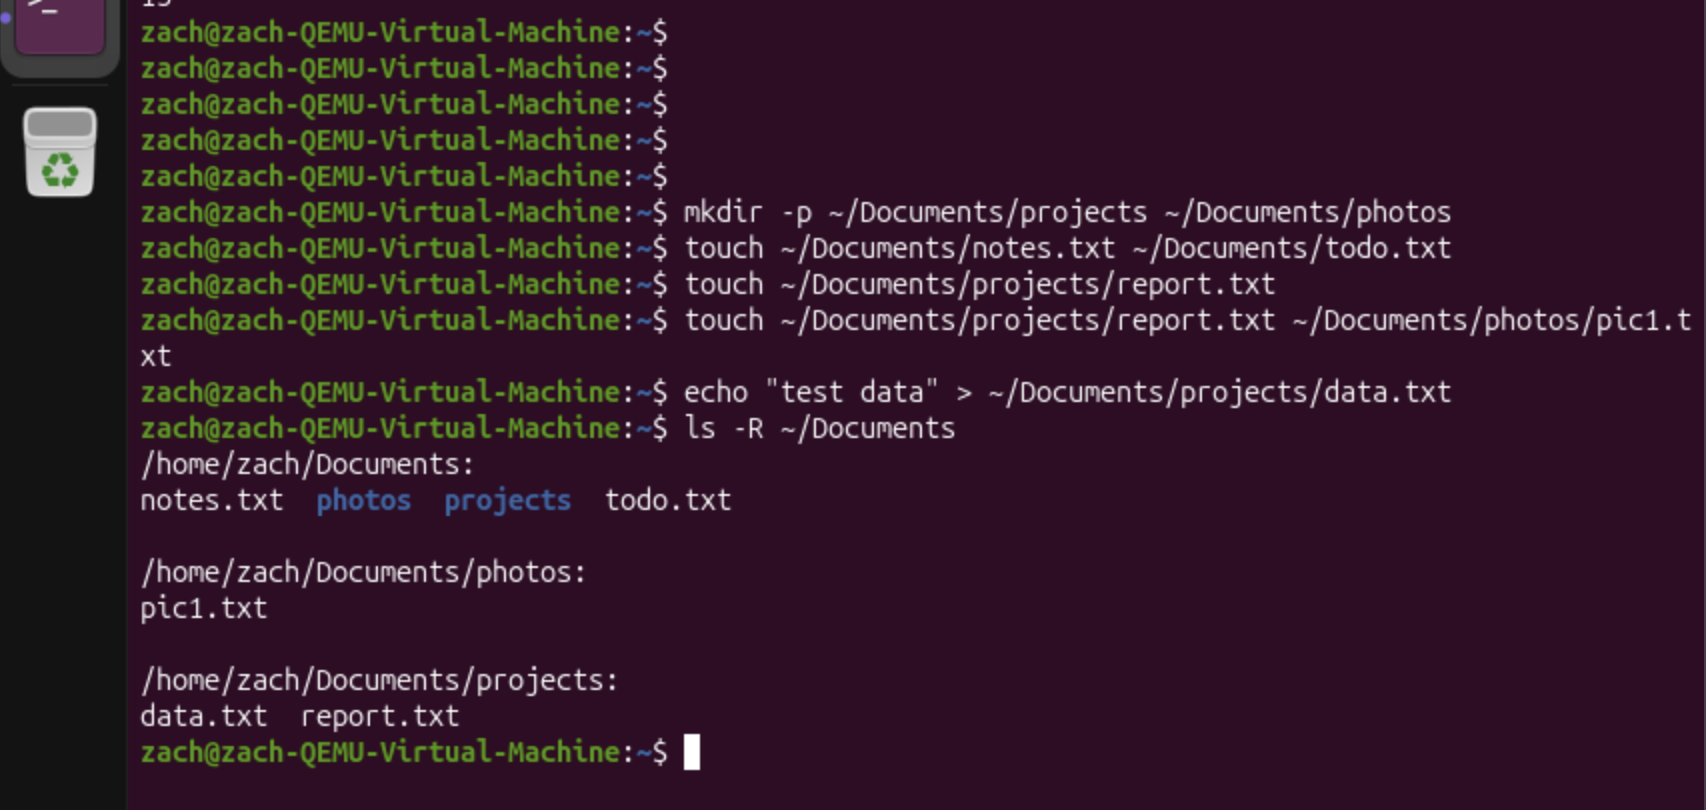 >_
zach@zach-QEMU-Virtual-Machine:~$
zach@zach-QEMU-Virtual-Machine:~$
zach@zach-QEMU-Virtual-Machine:~$
zach@zach-QEMU-Virtual-Machine:~$
zach@zach-QEMU-Virtual-Machine:~$
zach@zach-QEMU-Virtual-Machine:~$ mkdir -p ~/Documents/projects ~/Documents/photos
zach@zach-QEMU-Virtual-Machine:~$ touch ~/Documents/notes.txt ~/Documents/todo.txt
zach@zach-QEMU-Virtual-Machine:~$ touch ~/Documents/projects/report.txt
zach@zach-QEMU-Virtual-Machine:~$ touch ~/Documents/projects/report.txt ~/Documents/photos/pic1.t
xt
zach@zach-QEMU-Virtual-Machine:~$ echo "test data" > ~/Documents/projects/data.txt
zach@zach-QEMU-Virtual-Machine:~$ ls -R ~/Documents
/home/zach/Documents:
notes.txt  photos  projects  todo.txt

/home/zach/Documents/photos:
pic1.txt

/home/zach/Documents/projects:
data.txt  report.txt
zach@zach-QEMU-Virtual-Machine:~$